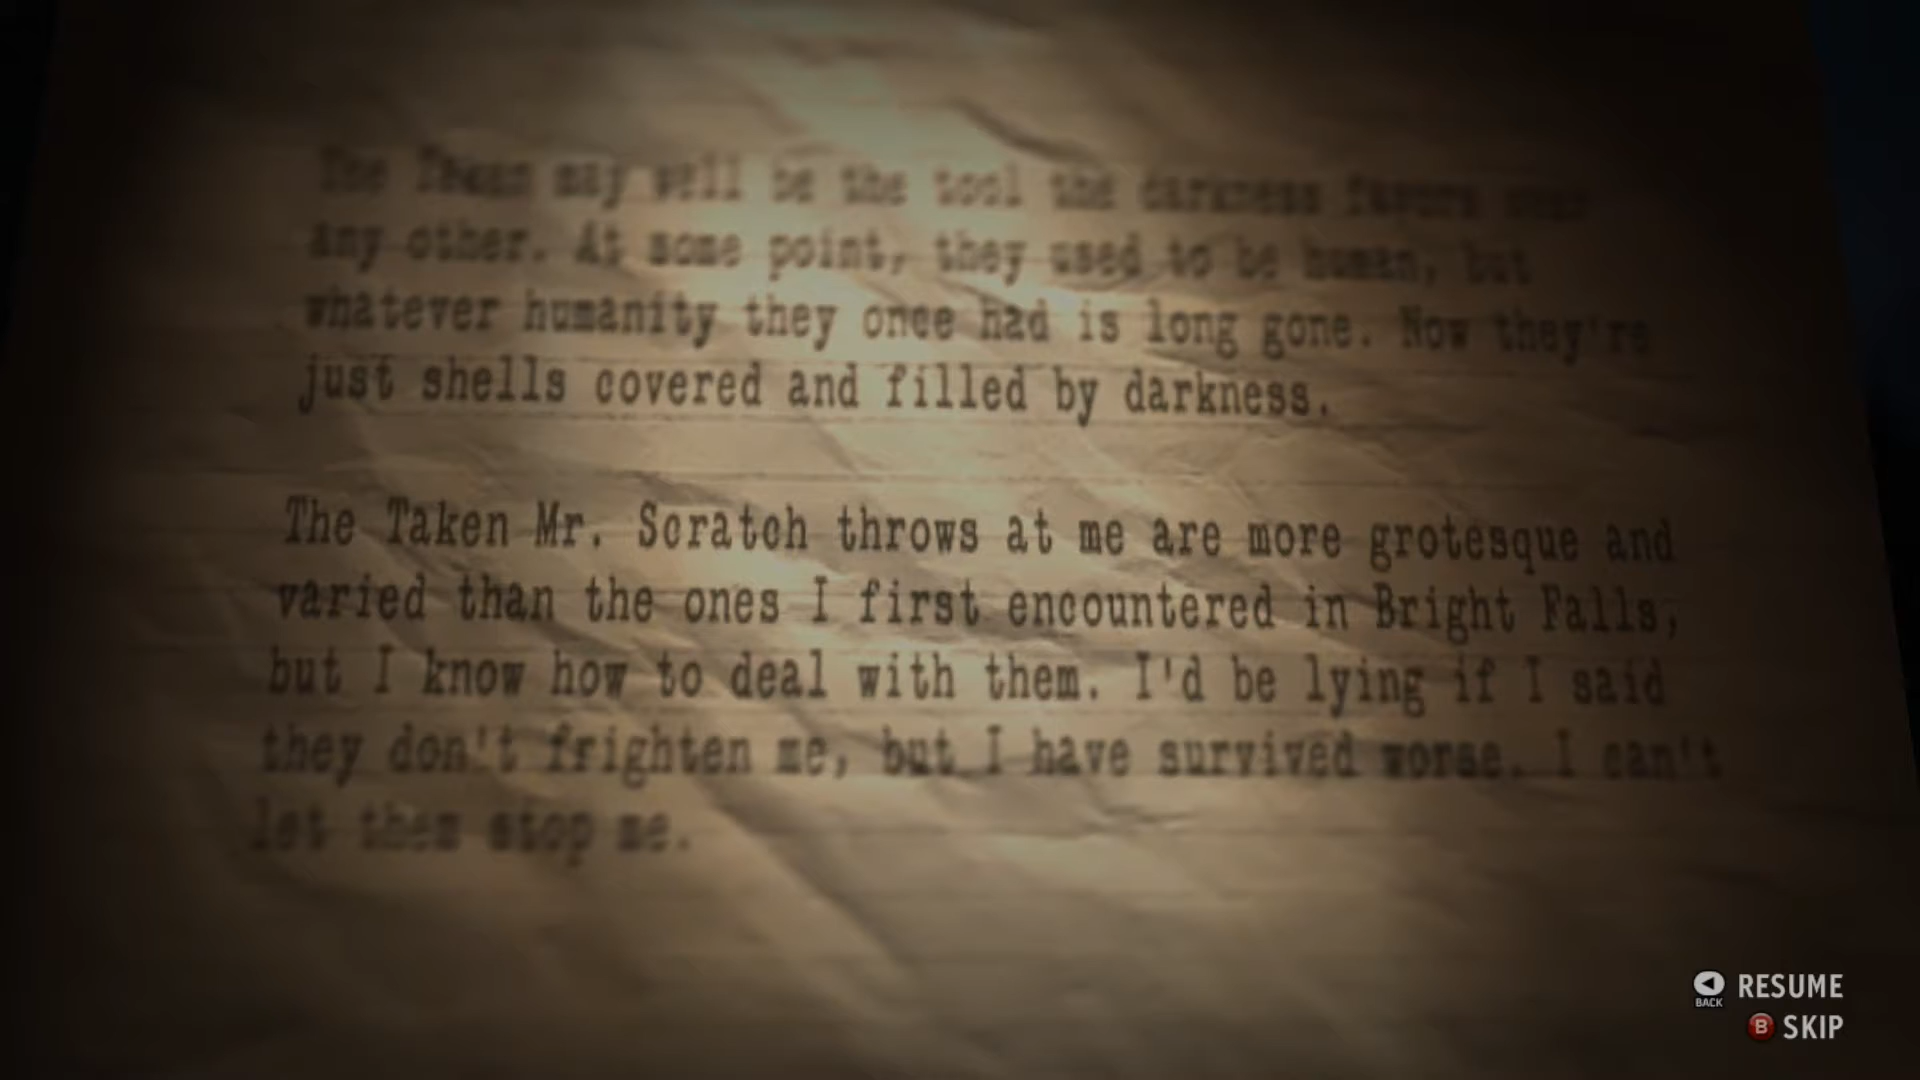 The Taken may well be the tool the darkness favors over
any other. At some point, they used to be human, but
whatever humanity they once had is long gone. Now they're
just shells covered and filled by darkness.
The Taken Mr. Scratch throws at me are more grotesque and
varied than the ones I first encountered in Bright Falls,
but I know how to deal with them. I'd be lying if I said
they don't frighten me, but I have survived worse. I can't
let them stop me.
BACK RESUME
B SKIP